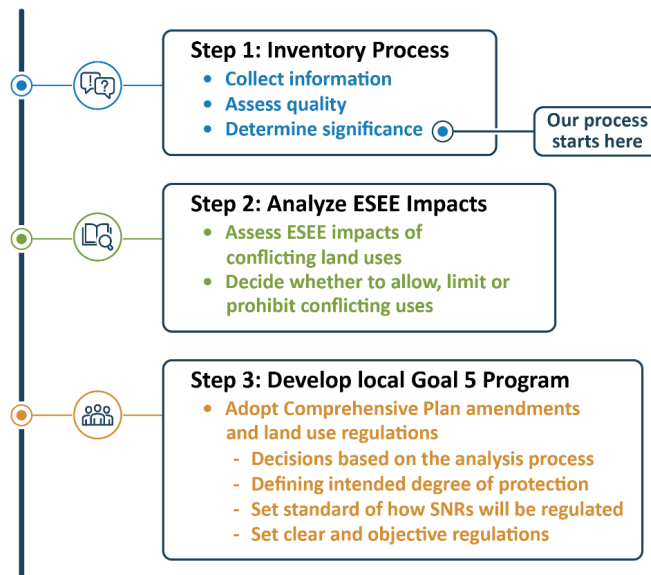 Step 1: Inventory Process
• Collect information
• Assess quality
• Determine significance
Our process
starts here
Step 2: Analyze ESEE Impacts
• Assess ESEE impacts of
conflicting land uses
• Decide whether to allow, limit or
prohibit conflicting uses
Step 3: Develop local Goal 5 Program
• Adopt Comprehensive Plan amendments
and land use regulations
- Decisions based on the analysis process
- Defining intended degree of protection
- Set standard of how SNRs will be regulated
- Set clear and objective regulations